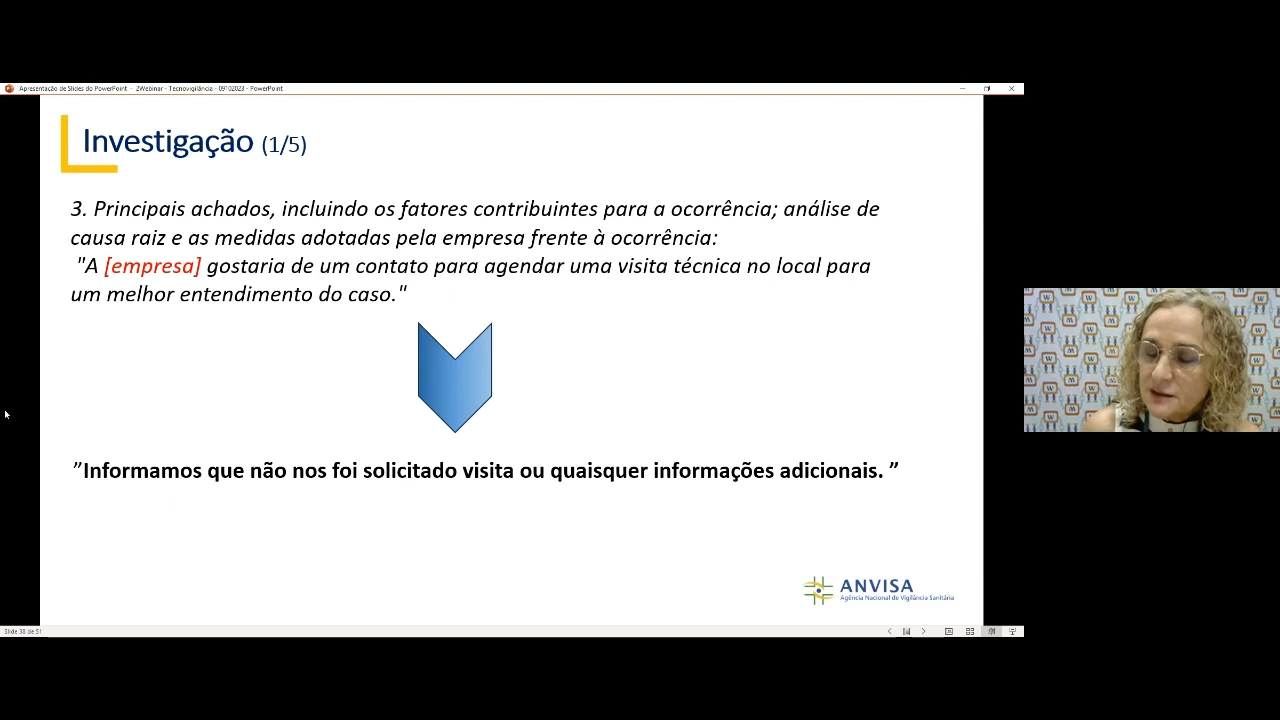 Apresentação de Slides do PowerPoint - 2Webinar - Tecnovigilância - 09102023 - PowerPoint
Investigação (1/5)
3. Principais achados, incluindo os fatores contribuintes para a ocorrência; análise de
causa raiz e as medidas adotadas pela empresa frente à ocorrência:
"A [empresa] gostaria de um contato para agendar uma visita técnica no local para
um melhor entendimento do caso."
”Informamos que não nos foi solicitado visita ou quaisquer informações adicionais. ”
ANVISA
Agência Nacional de Vigilância Sanitária
Slide 38 de 51